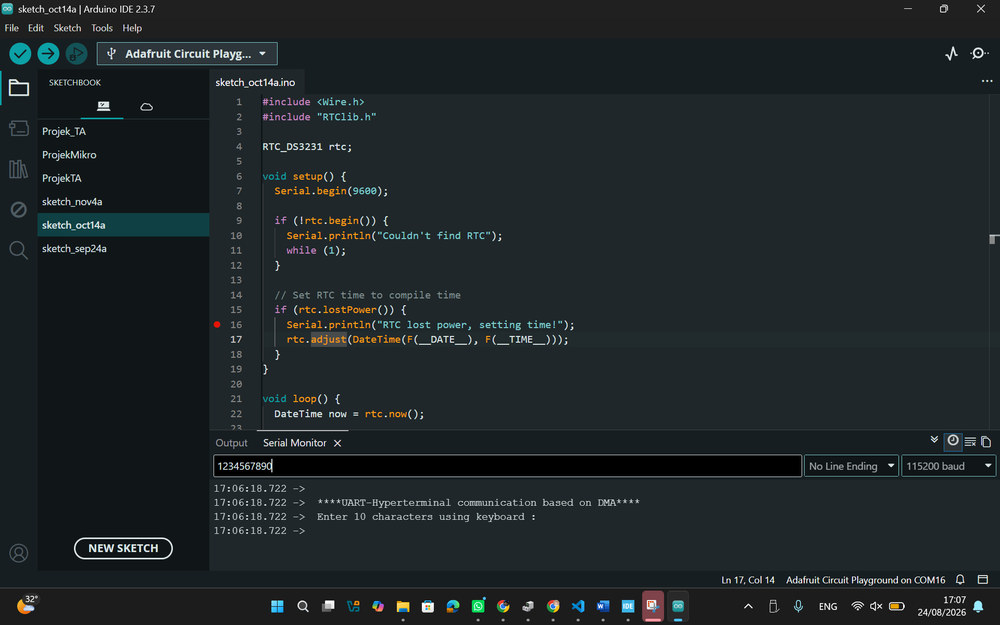 sketch_oct14a | Arduino IDE 2.3.7
File Edit Sketch Tools Help
Adafruit Circuit Playg...
SKETCHBOOK
Projek_TA
ProjekMikro
ProjekTA
sketch_nov4a
sketch_oct14a
sketch_sep24a
NEW SKETCH
sketch_oct14a.ino
1 #include <Wire.h>
2 #include "RTClib.h"
3
4 RTC_DS3231 rtc;
5
6 void setup() {
7 Serial.begin(9600);
8
9 if (!rtc.begin()) {
10 Serial.println("Couldn't find RTC");
11 while (1);
12 }
13
14 // Set RTC time to compile time
15 if (rtc.lostPower()) {
16 Serial.println("RTC lost power, setting time!");
17 rtc.adjust(DateTime(F(__DATE__), F(__TIME__)));
18 }
19 }
20
21 void loop() {
22 DateTime now = rtc.now();
23
Output Serial Monitor
1234567890 No Line Ending 115200 baud
17:06:18.722 ->
17:06:18.722 -> ****UART-Hyperterminal communication based on DMA****
17:06:18.722 -> Enter 10 characters using keyboard :
17:06:18.722 ->
Ln 17, Col 14 Adafruit Circuit Playground on COM16
32°
IDE
ENG
17:07
24/08/2026